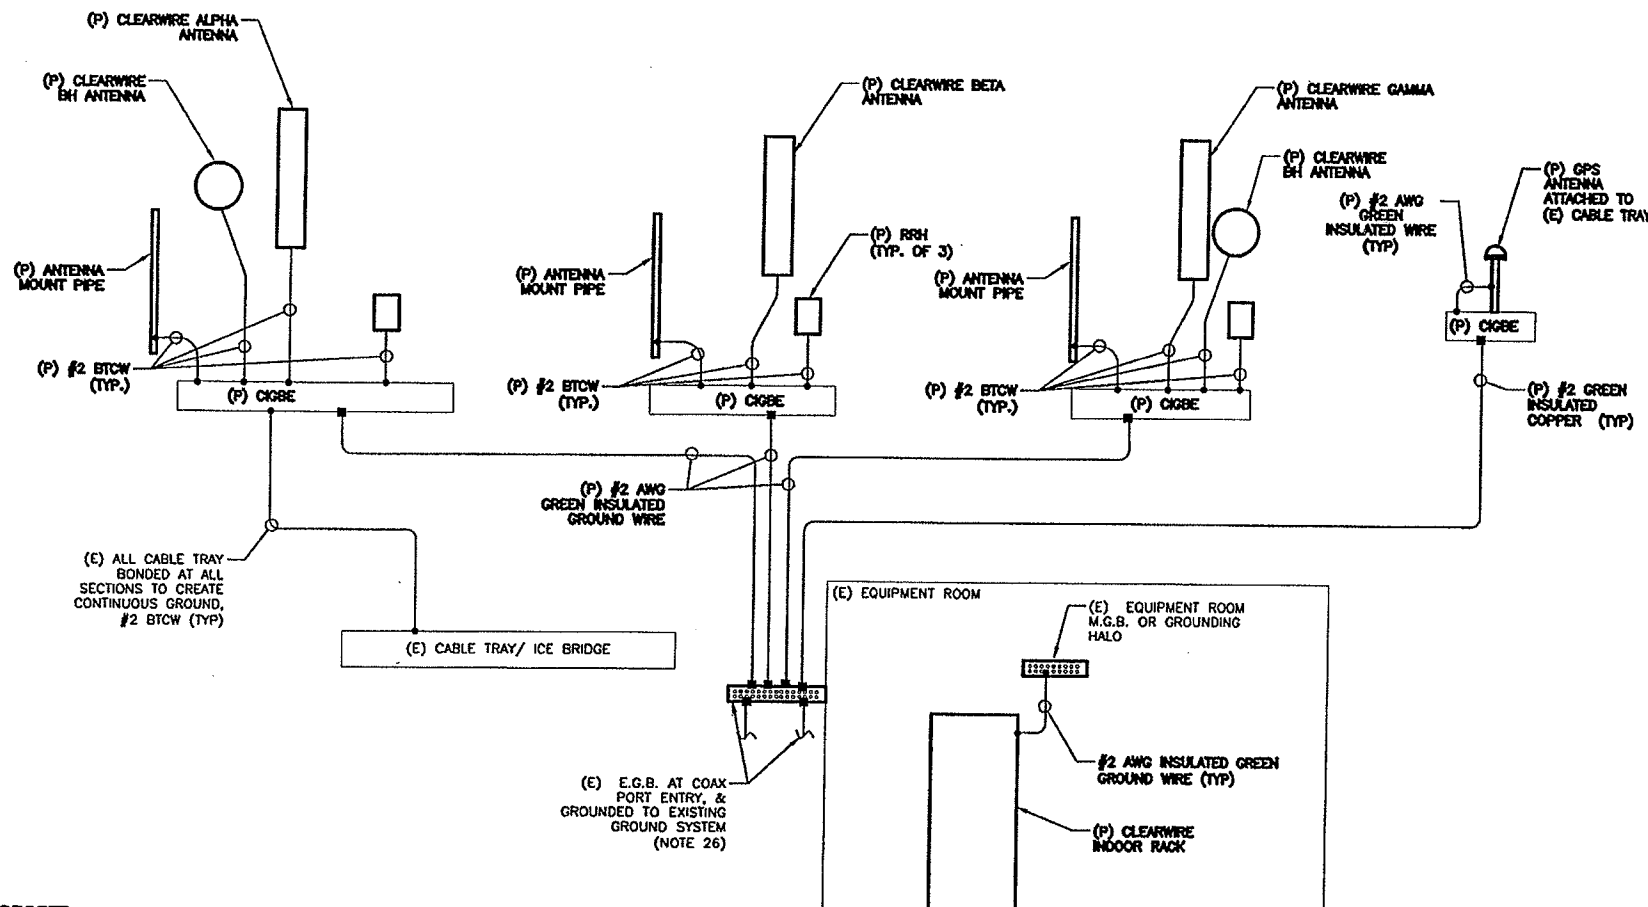 (P) CLEARWIRE ALPHA
ANTENNA
(P) CLEARWIRE
BH ANTENNA
(P) ANTENNA
MOUNT PIPE
(P) #2 BTCW
(TYP.)
(P) CIGBE
(P) CLEARWIRE BETA
ANTENNA
(P) RRH
(TYP. OF 3)
(P) ANTENNA
MOUNT PIPE
(P) #2 BTCW
(TYP.)
(P) CIGBE
(P) CLEARWIRE GAMMA
ANTENNA
(P) CLEARWIRE
BH ANTENNA
(P) ANTENNA
MOUNT PIPE
(P) #2 BTCW
(TYP.)
(P) CIGBE
(P) GPS
ANTENNA
ATTACHED TO
(E) CABLE TRAY
(P) #2 AWG
GREEN
INSULATED WIRE
(TYP)
(P) CIGBE
(P) #2 GREEN
INSULATED
COPPER (TYP)
(P) #2 AWG
GREEN INSULATED
GROUND WIRE
(E) ALL CABLE TRAY
BONDED AT ALL
SECTIONS TO CREATE
CONTINUOUS GROUND,
#2 BTCW (TYP)
(E) CABLE TRAY/ ICE BRIDGE
(E) EQUIPMENT ROOM
(E) EQUIPMENT ROOM
M.G.B. OR GROUNDING
HALO
#2 AWG INSULATED GREEN
GROUND WIRE (TYP)
(P) CLEARWIRE
INDOOR RACK
(E) E.G.B. AT COAX
PORT ENTRY, &
GROUNDED TO EXISTING
GROUND SYSTEM
(NOTE 26)